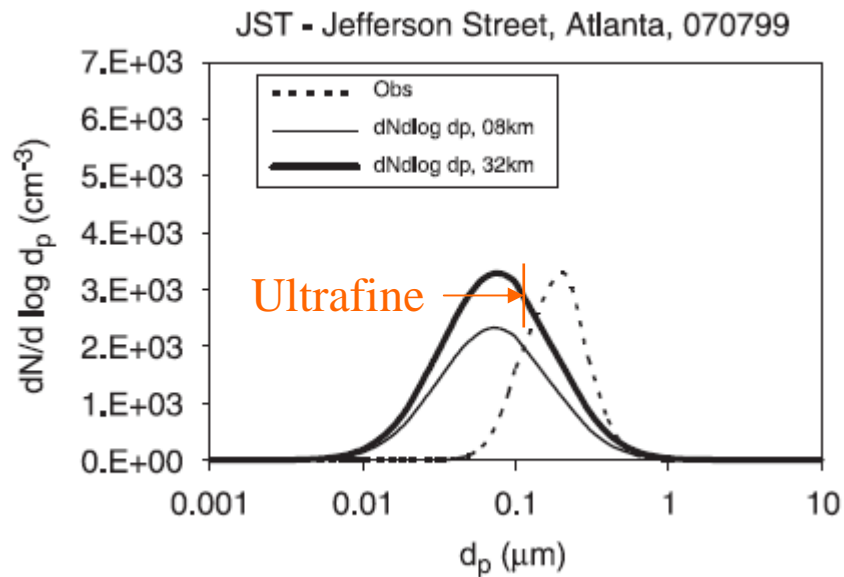 JST - Jefferson Street, Atlanta, 070799
7.E+03
6.E+03
5.E+03
4.E+03
3.E+03
2.E+03
1.E+03
0.E+00
dN/d log dp (cm-3)
Obs
dNdlog dp, 08km
dNdlog dp, 32km
Ultrafine
0.001 0.01 0.1 1 10
dp (μm)